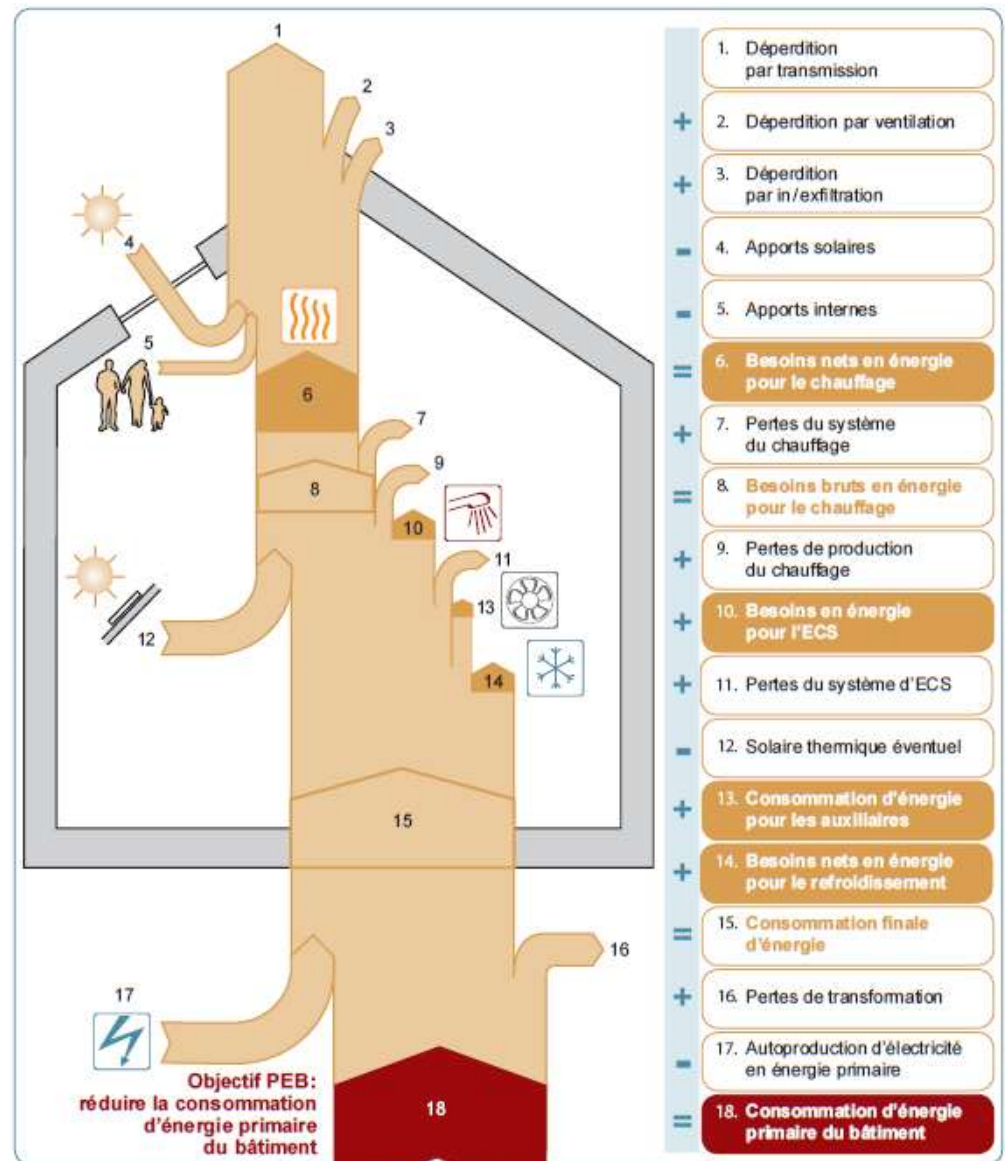 1
2
3
4
5
6
7
8
9
10
11
12
13
14
15
16
17
18
Objectif PEB:
réduire la consommation
d'énergie primaire
du bâtiment
1. Déperdition
par transmission
+ 2. Déperdition par ventilation
+ 3. Déperdition
par in/exfiltration
- 4. Apports solaires
- 5. Apports internes
= 6. Besoins nets en énergie
pour le chauffage
+ 7. Pertes du système
du chauffage
= 8. Besoins bruts en énergie
pour le chauffage
+ 9. Pertes de production
du chauffage
+ 10. Besoins en énergie
pour l'ECS
+ 11. Pertes du système d'ECS
- 12. Solaire thermique éventuel
+ 13. Consommation d'énergie
pour les auxiliaires
+ 14. Besoins nets en énergie
pour le refroidissement
= 15. Consommation finale
d'énergie
+ 16. Pertes de transformation
- 17. Autoproduction d'électricité
en énergie primaire
= 18. Consommation d'énergie
primaire du bâtiment